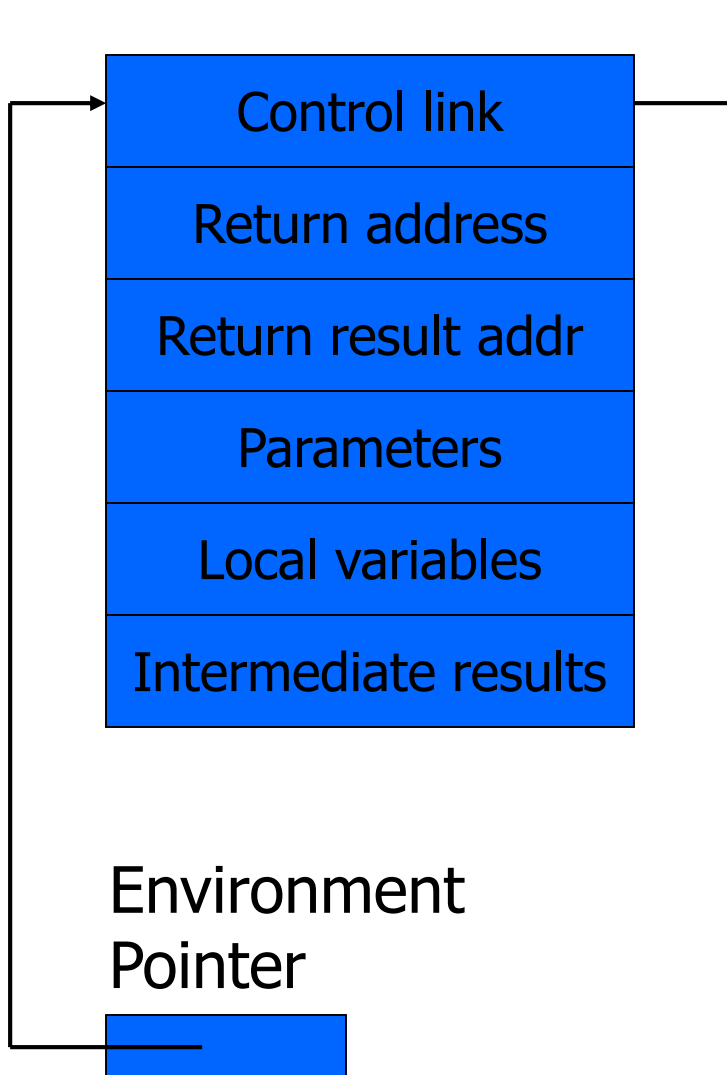 Control link
Return address
Return result addr
Parameters
Local variables
Intermediate results
Environment
Pointer